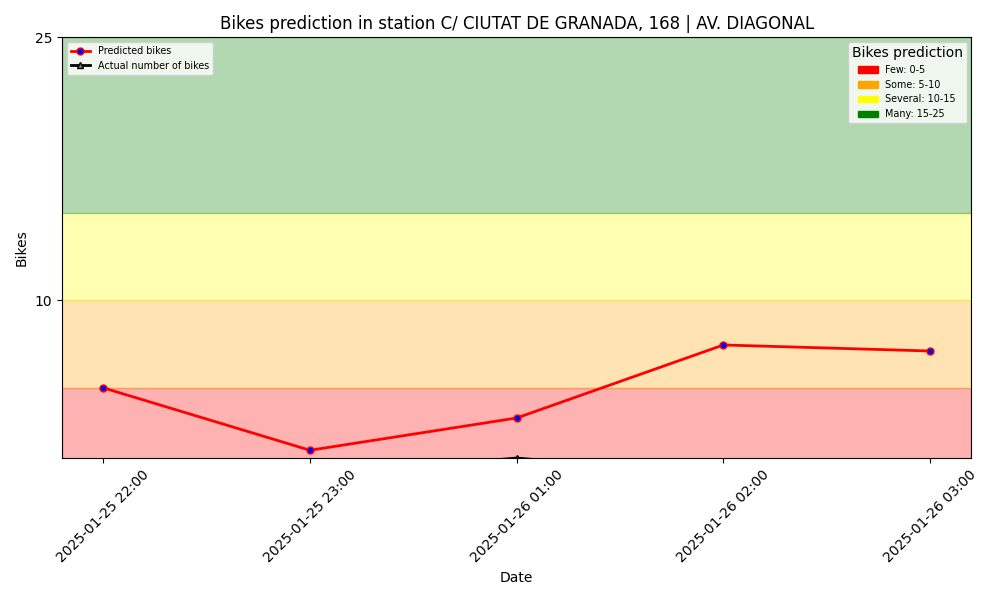 Bikes prediction in station C/ CIUTAT DE GRANADA, 168 | AV. DIAGONAL
25
10
Bikes
Predicted bikes
Actual number of bikes
Bikes prediction
Few: 0-5
Some: 5-10
Several: 10-15
Many: 15-25
2025-01-25 22:00
2025-01-25 23:00
2025-01-26 01:00
2025-01-26 02:00
2025-01-26 03:00
Date